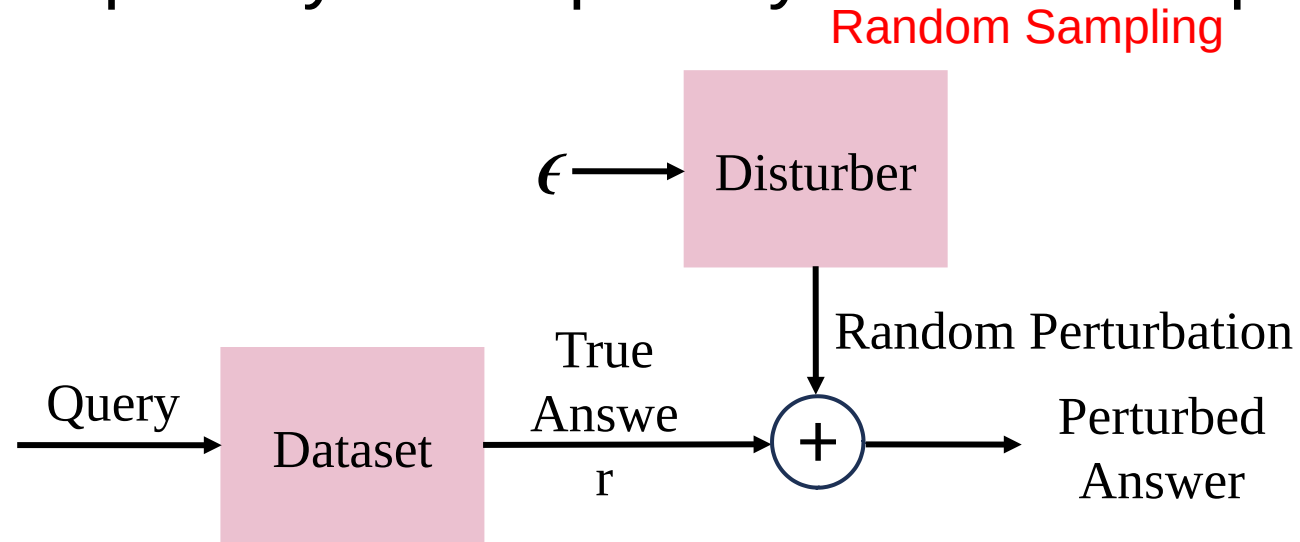 Random Sampling
ϵ
Disturber
Random Perturbation
Query
Dataset
True
Answe
r
+
Perturbed
Answer